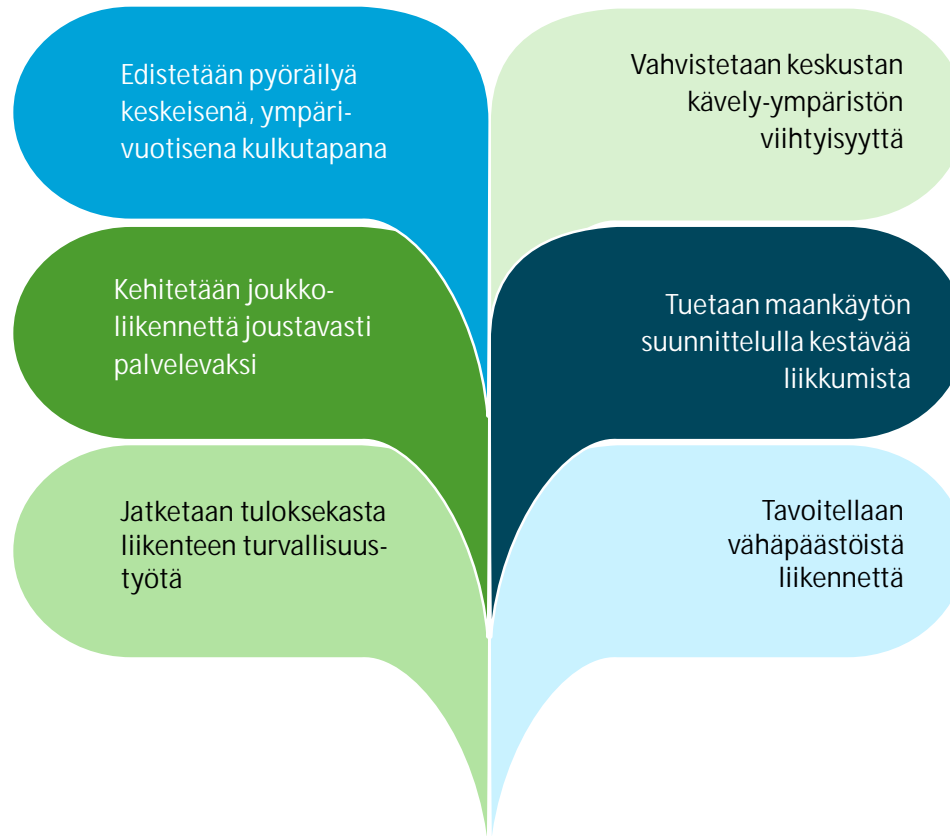 Edistetään pyöräilyä
keskeisenä, ympäri-
vuotisena kulkutapana
Vahvistetaan keskustan
kävely-ympäristön
viihtyisyyttä
Kehitetään joukko-
liikennettä joustavasti
palvelevaksi
Tuetaan maankäytön
suunnittelulla kestävää
liikkumista
Jatketaan tuloksekasta
liikenteen turvallisuus-
työtä
Tavoitellaan
vähäpäästöistä
liikennettä